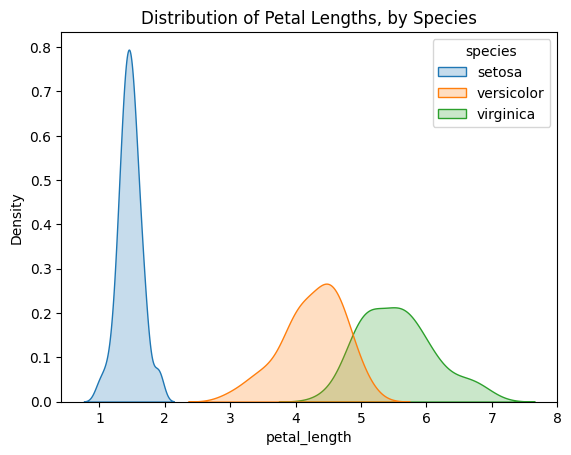 Distribution of Petal Lengths, by Species
species
setosa
versicolor
virginica
Density
0.8
0.7
0.6
0.5
0.4
0.3
0.2
0.1
0.0
1 2 3 4 5 6 7 8
petal_length